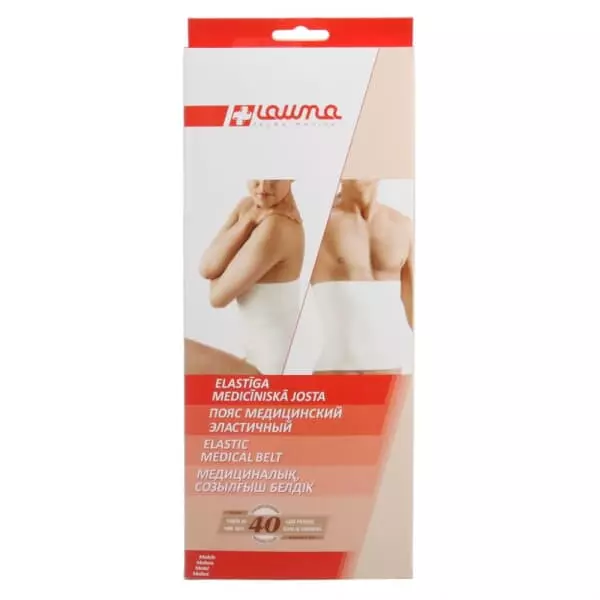 LAUMA
ELASTĪGA
MEDICĪNISKĀ JOSTA
ПОЯС МЕДИЦИНСКИЙ
ЭЛАСТИЧНЫЙ
ELASTIC
MEDICAL BELT
МЕДИЦИНАЛЫҚ
СОЗЫЛҒЫШ БЕЛДІК
40